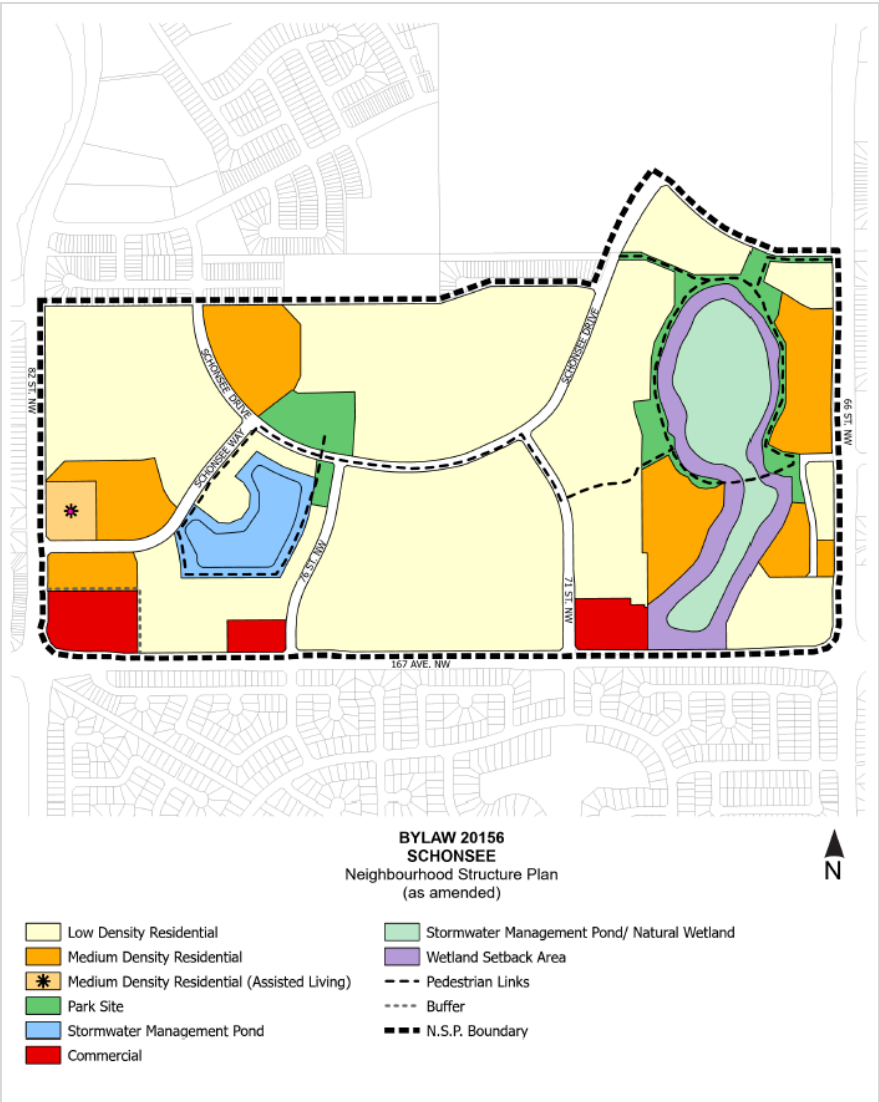 SCHONSEE DRIVE
SCHONSEE DRIVE
82 ST. NW
SCHONSEE WAY
66 ST. NW
76 ST. NW
71 ST. NW
167 AVE. NW
BYLAW 20156
SCHONSEE
Neighbourhood Structure Plan
(as amended)
N
Low Density Residential
Medium Density Residential
Medium Density Residential (Assisted Living)
Park Site
Stormwater Management Pond
Commercial
Stormwater Management Pond/ Natural Wetland
Wetland Setback Area
Pedestrian Links
Buffer
N.S.P. Boundary